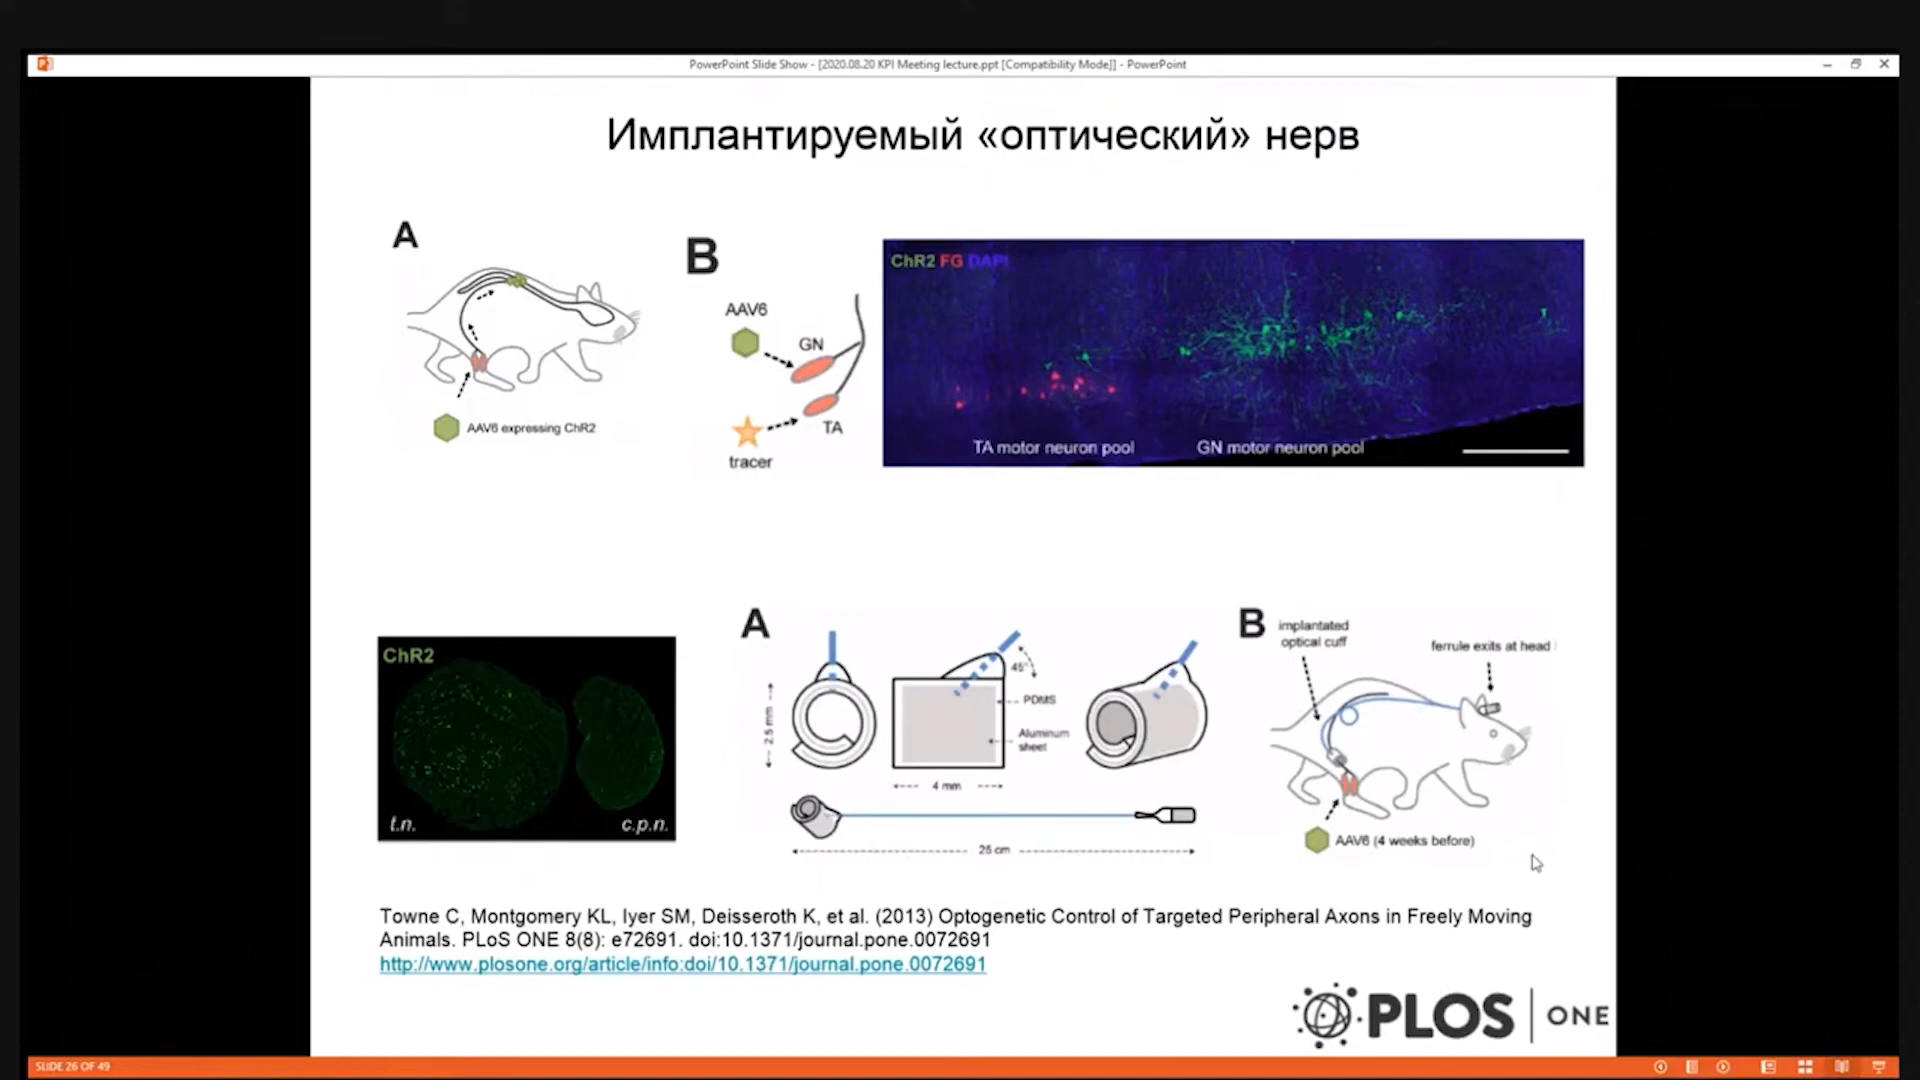 PowerPoint Slide Show - [2020.08.20 KPI Meeting lecture.ppt [Compatibility Mode]] - PowerPoint
Имплантируемый «оптический» нерв
A
AAV6 expressing ChR2
B
AAV6
GN
TA
tracer
ChR2 FG DAPI
TA motor neuron pool
GN motor neuron pool
ChR2
t.n.
c.p.n.
A
2.5 mm
45°
PDMS
Aluminum
sheet
4 mm
25 cm
B
implantated
optical cuff
ferrule exits at head
AAV6 (4 weeks before)
Towne C, Montgomery KL, Iyer SM, Deisseroth K, et al. (2013) Optogenetic Control of Targeted Peripheral Axons in Freely Moving
Animals. PLoS ONE 8(8): e72691. doi:10.1371/journal.pone.0072691
http://www.plosone.org/article/info:doi/10.1371/journal.pone.0072691
PLOS ONE
SLIDE 26 OF 49